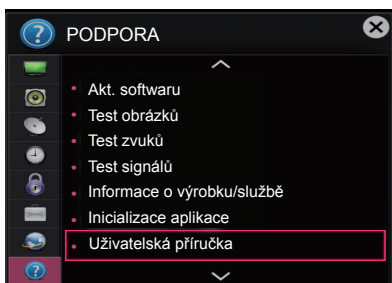 PODPORA
Akt. softwaru
Test obrázků
Test zvuků
Test signálů
Informace o výrobku/službě
Inicializace aplikace
Uživatelská příručka